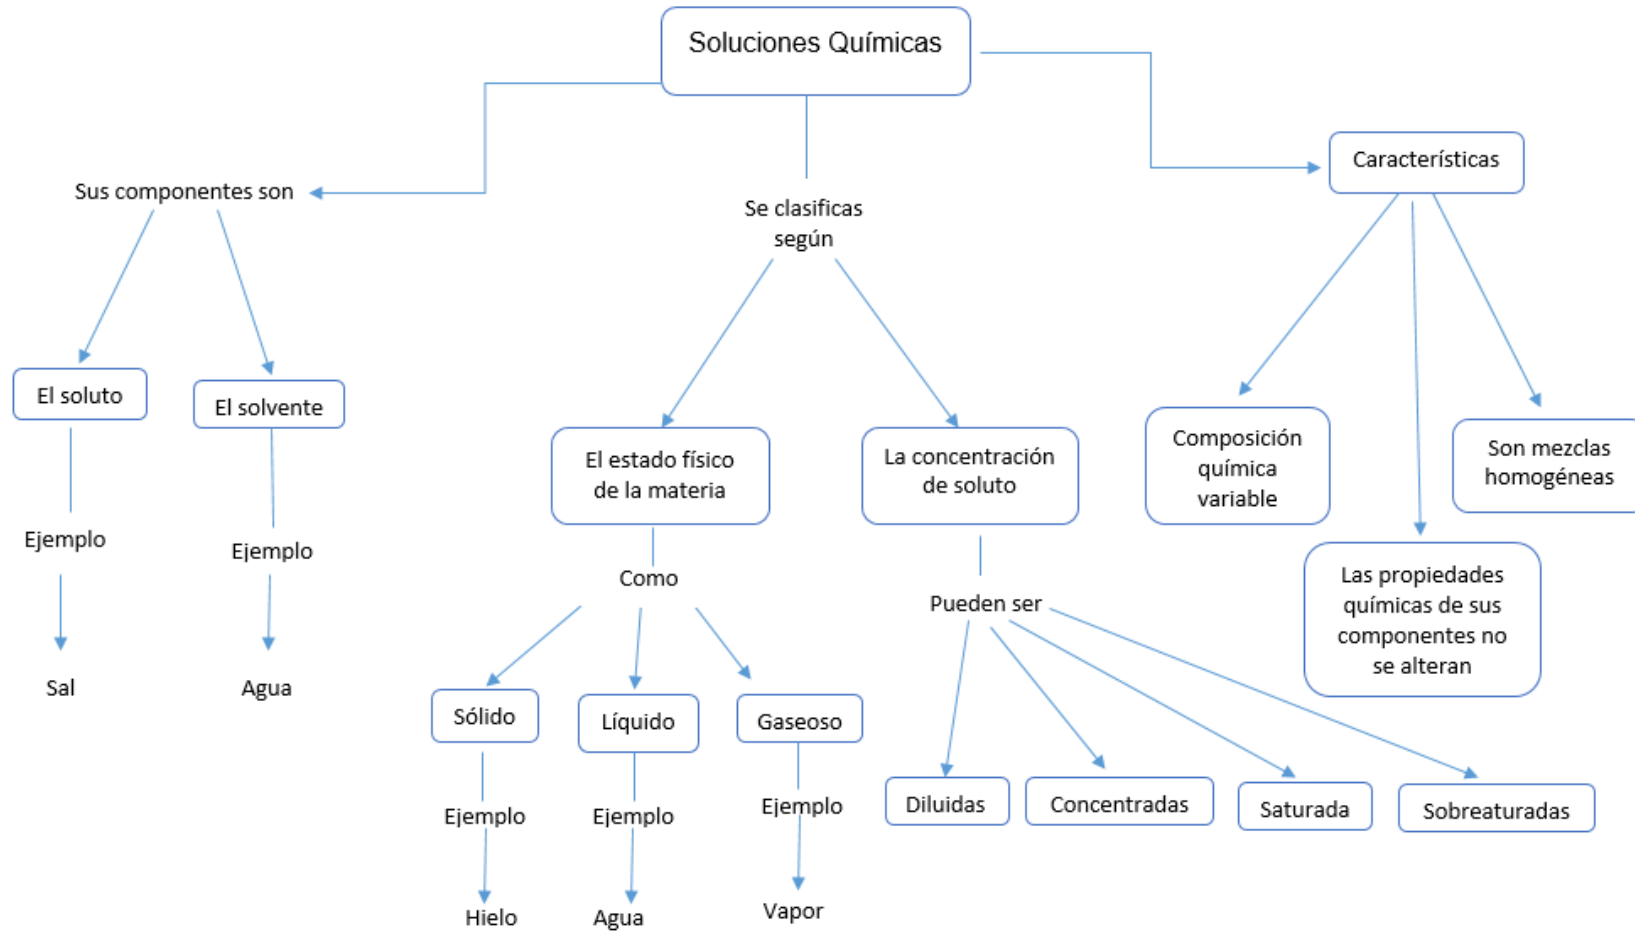 Soluciones Químicas
Sus componentes son
Se clasificas
según
Característícas
El soluto
El solvente
El estado físico
de la materia
La concentración
de soluto
Composición
química
variable
Son mezclas
homogéneas
Las propiedades
químicas de sus
componentes no
se alteran
Ejemplo
Ejemplo
Como
Pueden ser
Sal
Agua
Sólido
Líquido
Gaseoso
Diluidas
Concentradas
Saturada
Sobreaturadas
Ejemplo
Ejemplo
Ejemplo
Hielo
Agua
Vapor